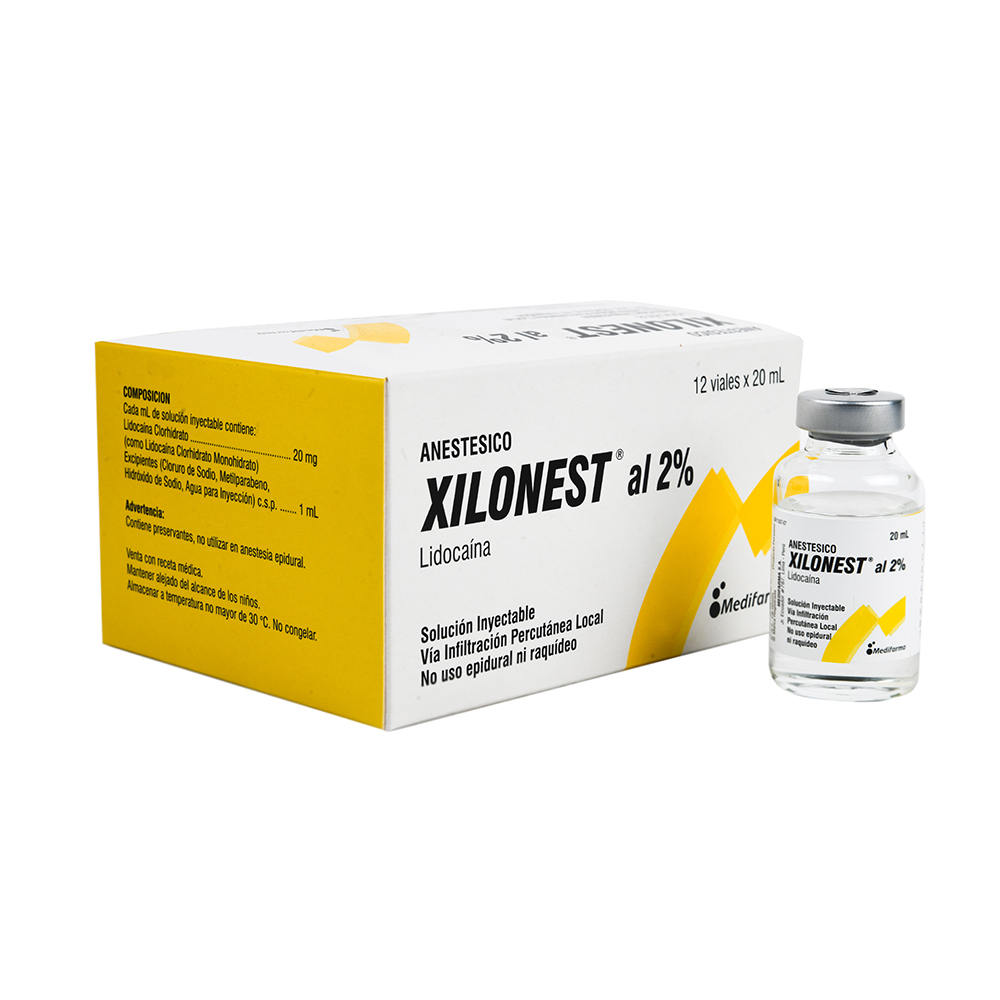 COMPOSICION
Cada mL de solución inyectable contiene:
Lidocaína Clorhidrato ............................ 20 mg
(como Lidocaína Clorhidrato Monohidrato)
Excipientes (Cloruro de Sodio, Metilparabeno,
Hidróxido de Sodio, Agua para Inyección) c.s.p. ....... 1 mL
Advertencia:
Contiene preservantes, no utilizar en anestesia epidural.
Venta con receta médica.
Mantener alejado del alcance de los niños.
Almacenar a temperatura no mayor de 30 °C. No congelar.
ANESTESICO
XILONEST® al 2%
Medifarma
12 viales x 20 mL
ANESTESICO
XILONEST® al 2%
Lidocaína
Solución Inyectable
Vía Infiltración Percutánea Local
No uso epidural ni raquídeo
Medifarma
20 mL
ANESTESICO
XILONEST® al 2%
Lidocaína
Solución Inyectable
Vía Infiltración
Percutánea Local
No uso epidural
ni raquídeo
Medifarma